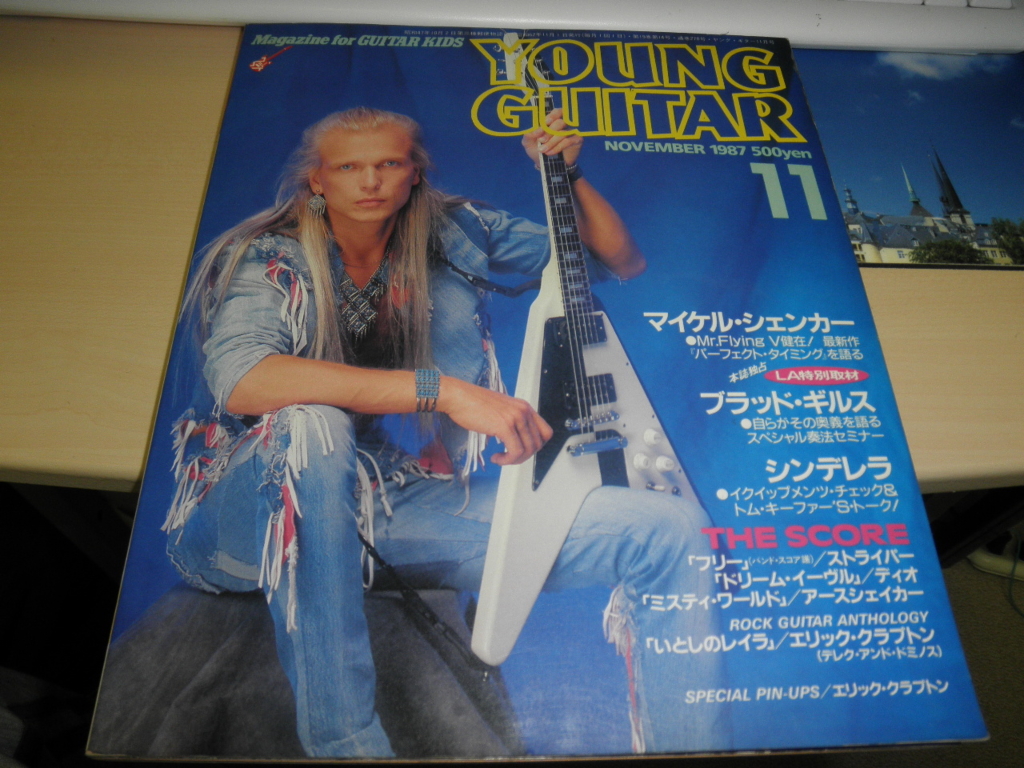 Magazine for GUITAR KIDS
YOUNG
GUITAR
NOVEMBER 1987 500yen
11
マイケル・シェンカー
●Mr.Flying V健在! 最新作
『パーフェクト・タイミング』を語る
本誌独占 LA特別取材
ブラッド・ギルス
●自らがその奥義を語る
スペシャル奏法セミナー
シンデレラ
●イクイップメンツ・チェック&
トム・キーファー'S・トーク!
THE SCORE
「フリー」(バンド・スコア譜)/ストライパー
「ドリーム・イーヴル」/ディオ
「ミスティ・ワールド」/アースシェイカー
ROCK GUITAR ANTHOLOGY
「いとしのレイラ」/エリック・クラプトン
(デレク・アンド・ドミノス)
SPECIAL PIN-UPS/エリック・クラプトン